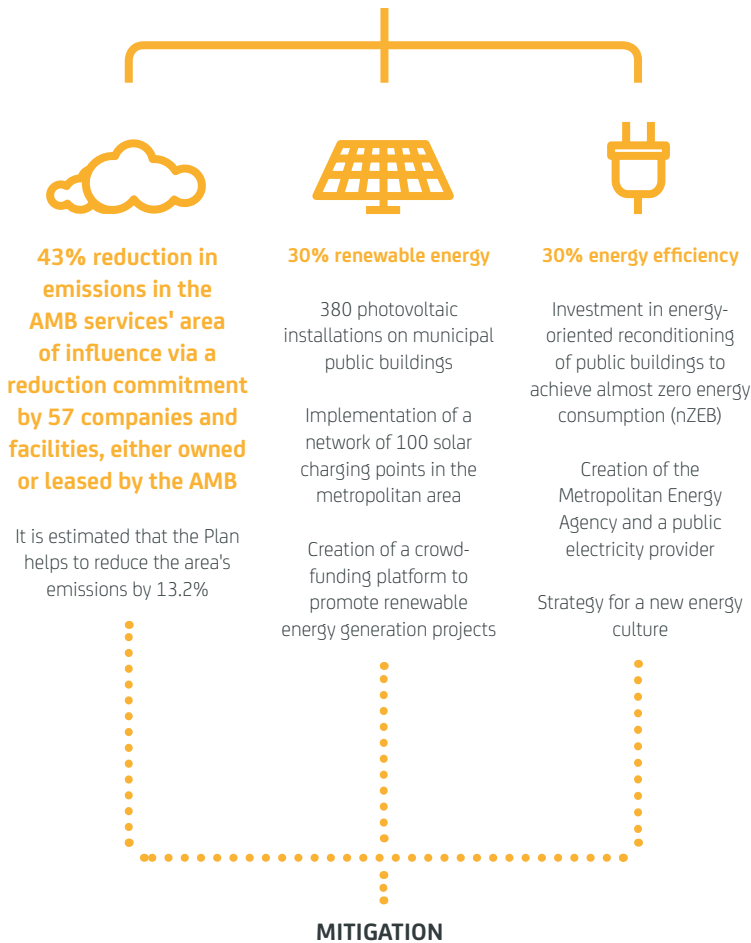 43% reduction in
emissions in the
AMB services' area
of influence via a
reduction commitment
by 57 companies and
facilities, either owned
or leased by the AMB
It is estimated that the Plan
helps to reduce the area's
emissions by 13.2%
30% renewable energy
380 photovoltaic
installations on municipal
public buildings
Implementation of a
network of 100 solar
charging points in the
metropolitan area
Creation of a crowd-
funding platform to
promote renewable
energy generation projects
30% energy efficiency
Investment in energy-
oriented reconditioning
of public buildings to
achieve almost zero energy
consumption (nZEB)
Creation of the
Metropolitan Energy
Agency and a public
electricity provider
Strategy for a new energy
culture
MITIGATION